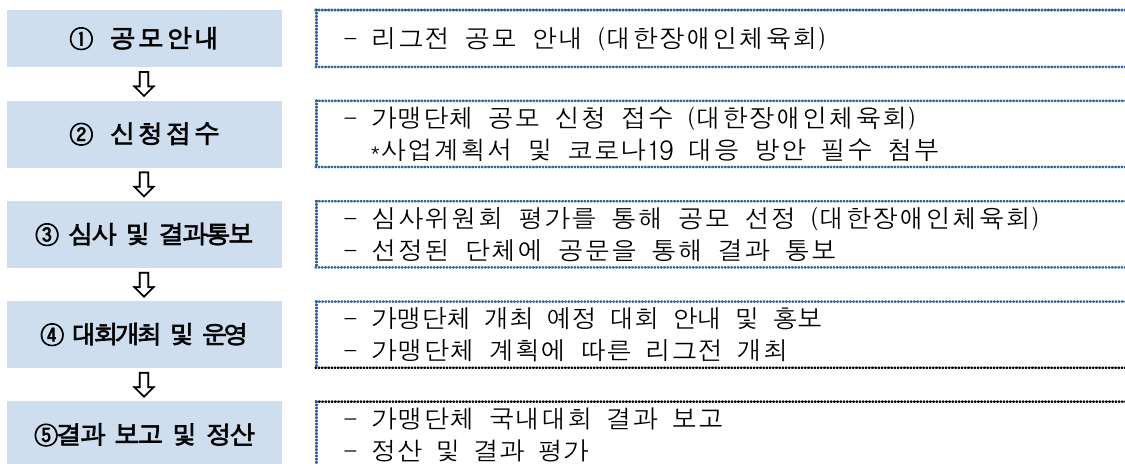 ① 공모안내
- 리그전 공모 안내 (대한장애인체육회)
② 신청접수
- 가맹단체 공모 신청 접수 (대한장애인체육회)
*사업계획서 및 코로나19 대응 방안 필수 첨부
③ 심사 및 결과통보
- 심사위원회 평가를 통해 공모 선정 (대한장애인체육회)
- 선정된 단체에 공문을 통해 결과 통보
④ 대회개최 및 운영
- 가맹단체 개최 예정 대회 안내 및 홍보
- 가맹단체 계획에 따른 리그전 개최
⑤결과 보고 및 정산
- 가맹단체 국내대회 결과 보고
- 정산 및 결과 평가